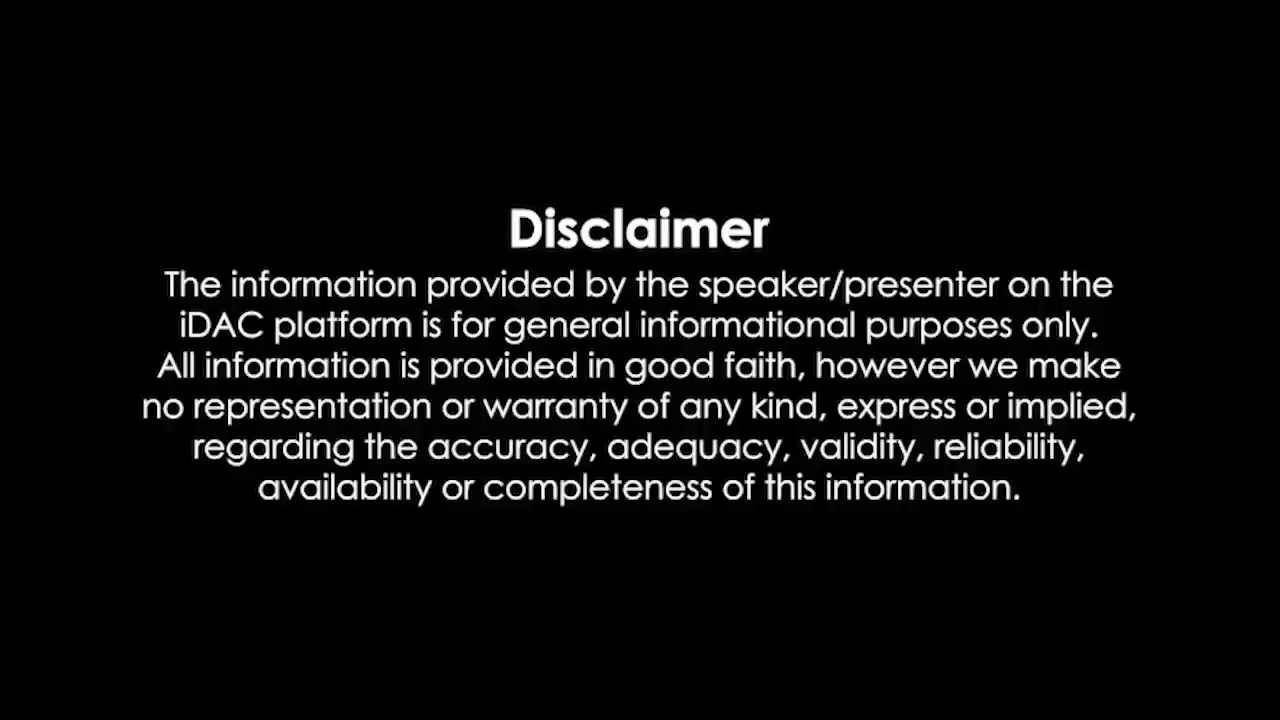 Disclaimer
The information provided by the speaker/presenter on the
iDAC platform is for general informational purposes only.
All information is provided in good faith, however we make
no representation or warranty of any kind, express or implied,
regarding the accuracy, adequacy, validity, reliability,
availability or completeness of this information.